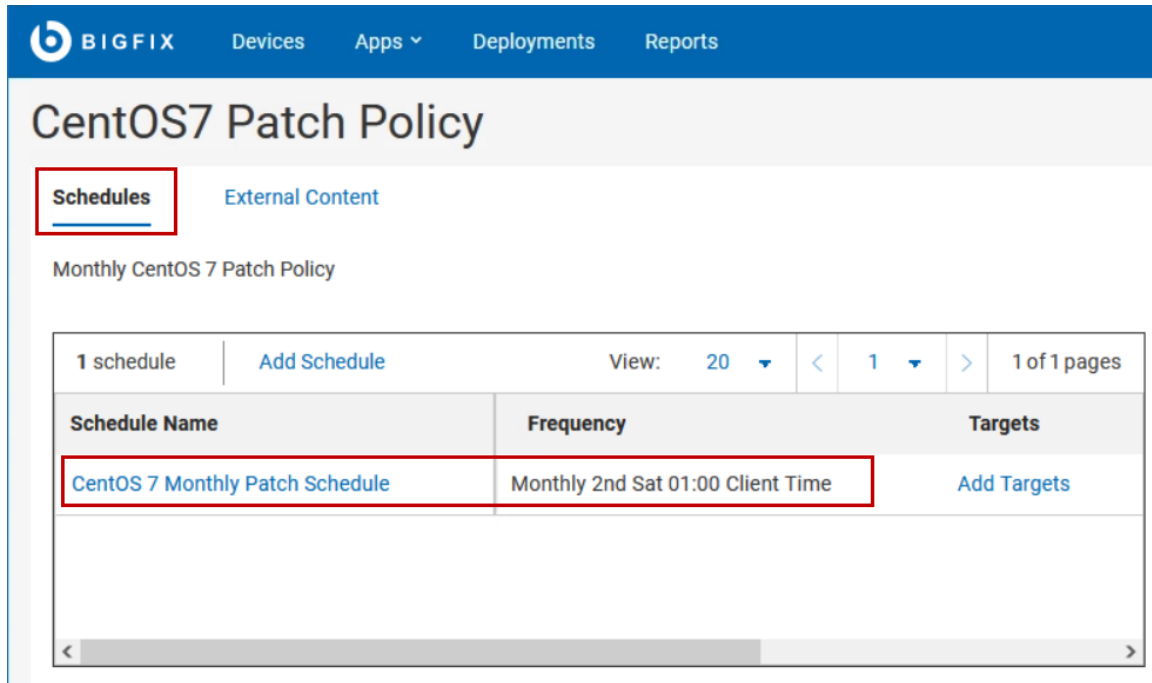 BIGFIX Devices Apps Deployments Reports
CentOS7 Patch Policy
Schedules External Content
Monthly CentOS 7 Patch Policy
1 schedule Add Schedule View: 20 < 1 > 1 of 1 pages
Schedule Name Frequency Targets
CentOS 7 Monthly Patch Schedule Monthly 2nd Sat 01:00 Client Time Add Targets